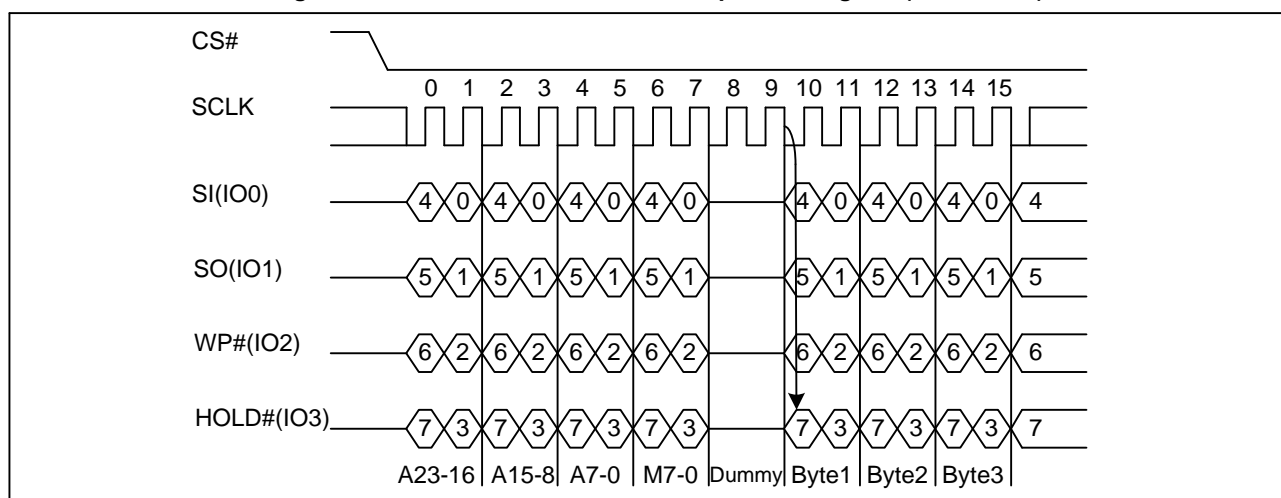 CS#
0 1 2 3 4 5 6 7 8 9 10 11 12 13 14 15
SCLK
SI(IO0) 4 0 4 0 4 0 4 0 4 0 4 0 4 0 4
SO(IO1) 5 1 5 1 5 1 5 1 5 1 5 1 5 1 5
WP#(IO2) 6 2 6 2 6 2 6 2 6 2 6 2 6 2 6
HOLD#(IO3) 7 3 7 3 7 3 7 3 7 3 7 3 7 3 7
A23-16 A15-8 A7-0 M7-0 Dummy Byte1 Byte2 Byte3